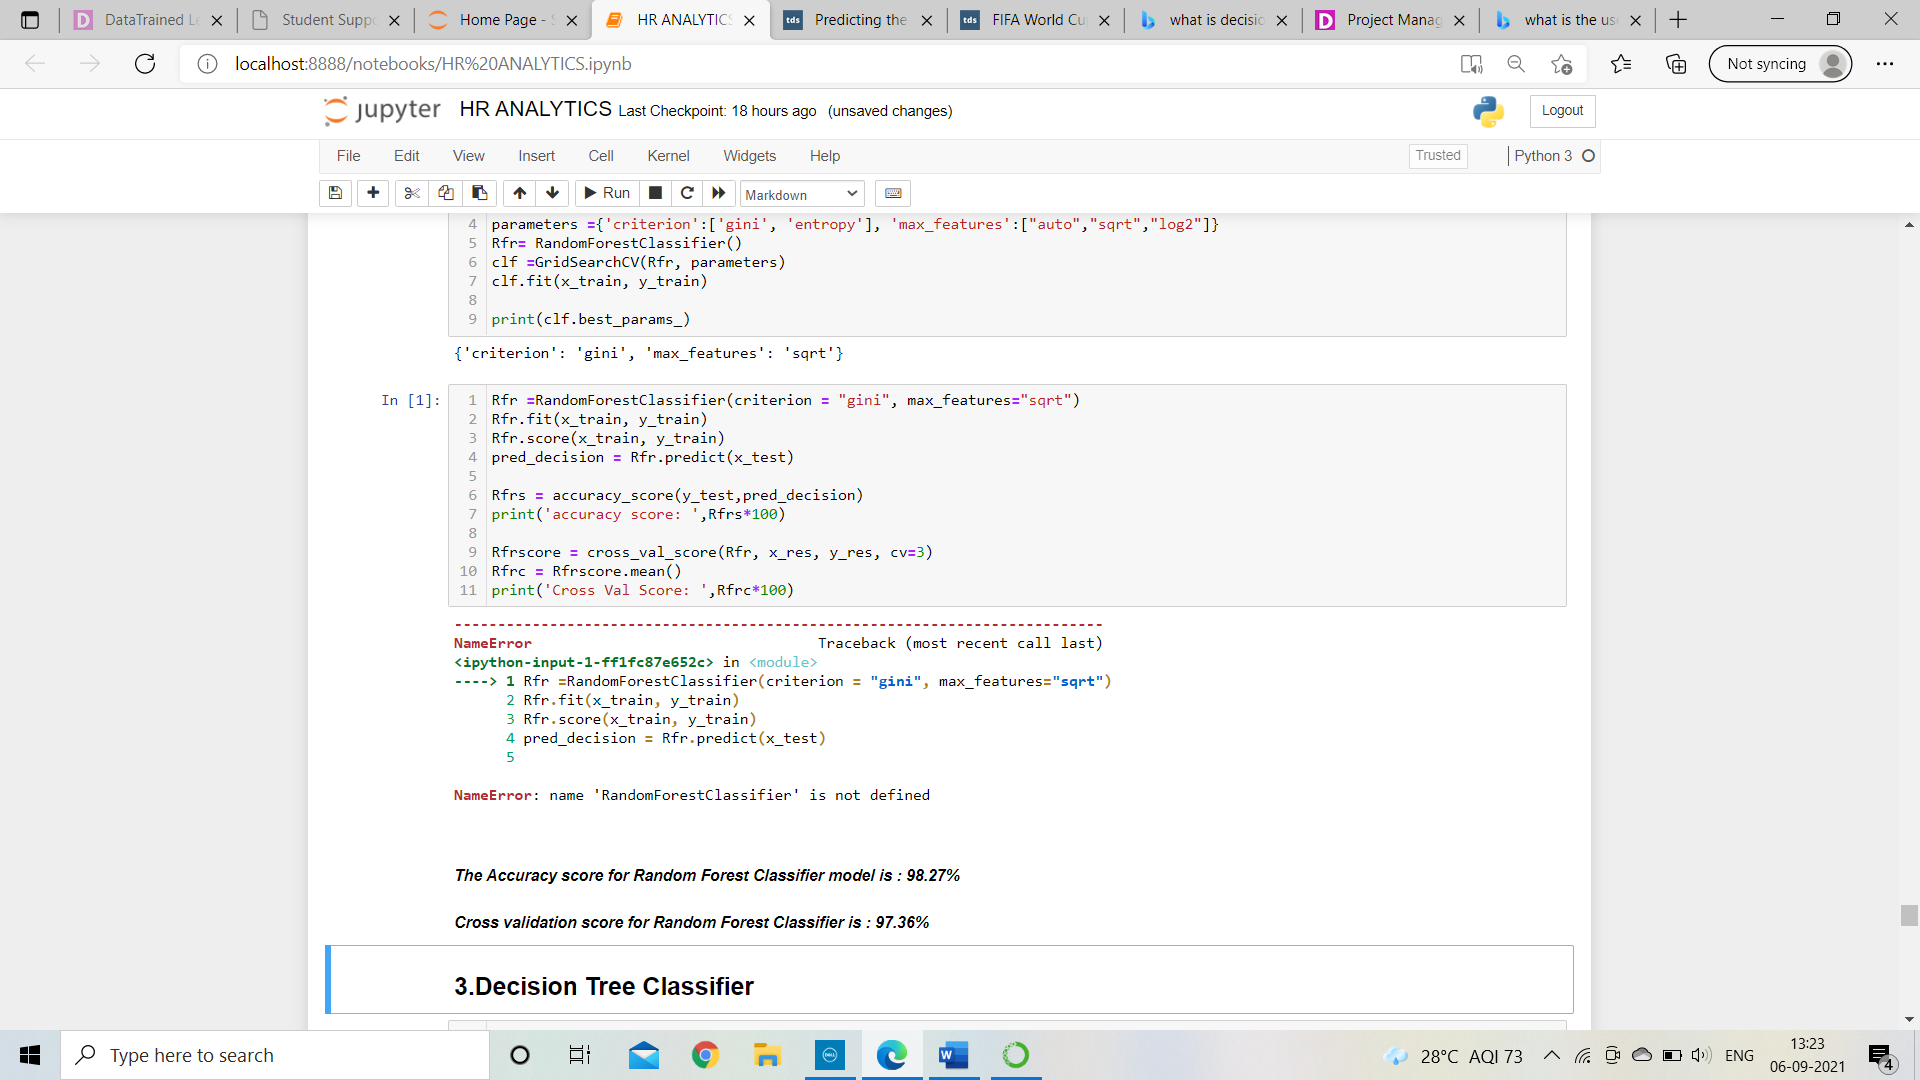 DataTrained Le
Student Suppo
Home Page -
HR ANALYTICS
Predicting the
FIFA World Cu
what is decisio
Project Manag
what is the us
localhost:8888/notebooks/HR%20ANALYTICS.ipynb
Not syncing
jupyter HR ANALYTICS Last Checkpoint: 18 hours ago (unsaved changes)
Logout
File Edit View Insert Cell Kernel Widgets Help
Trusted
Python 3
Run
Markdown
4 parameters ={'criterion':['gini', 'entropy'], 'max_features':["auto","sqrt","log2"]}
5 Rfr= RandomForestClassifier()
6 clf =GridSearchCV(Rfr, parameters)
7 clf.fit(x_train, y_train)
8
9 print(clf.best_params_)
{'criterion': 'gini', 'max_features': 'sqrt'}
In [1]:
1 Rfr =RandomForestClassifier(criterion = "gini", max_features="sqrt")
2 Rfr.fit(x_train, y_train)
3 Rfr.score(x_train, y_train)
4 pred_decision = Rfr.predict(x_test)
5
6 Rfrs = accuracy_score(y_test,pred_decision)
7 print('accuracy score: ',Rfrs*100)
8
9 Rfrscore = cross_val_score(Rfr, x_res, y_res, cv=3)
10 Rfrc = Rfrscore.mean()
11 print('Cross Val Score: ',Rfrc*100)
---------------------------------------------------------------------------
NameError Traceback (most recent call last)
<ipython-input-1-ff1fc87e652c> in <module>
----> 1 Rfr =RandomForestClassifier(criterion = "gini", max_features="sqrt")
2 Rfr.fit(x_train, y_train)
3 Rfr.score(x_train, y_train)
4 pred_decision = Rfr.predict(x_test)
5
NameError: name 'RandomForestClassifier' is not defined
The Accuracy score for Random Forest Classifier model is : 98.27%
Cross validation score for Random Forest Classifier is : 97.36%
3.Decision Tree Classifier
Type here to search
28°C AQI 73
ENG
13:23
06-09-2021
4